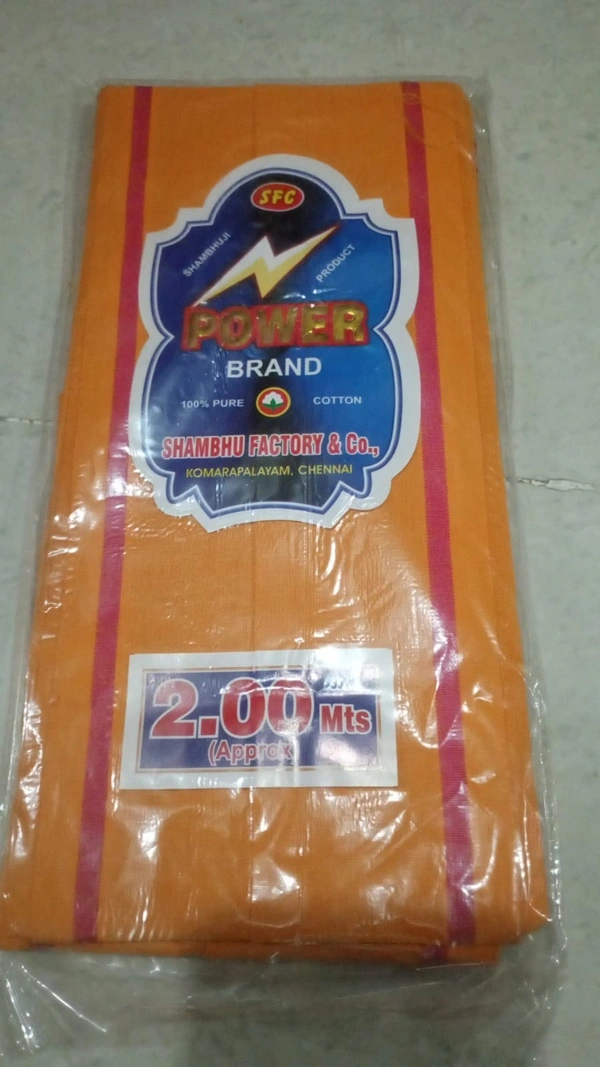 SFC
SHAMBHUJI PRODUCT
POWER
BRAND
100% PURE COTTON
SHAMBHU FACTORY & Co.,
KOMARAPALAYAM, CHENNAI
2.00 Mts
(Approx)